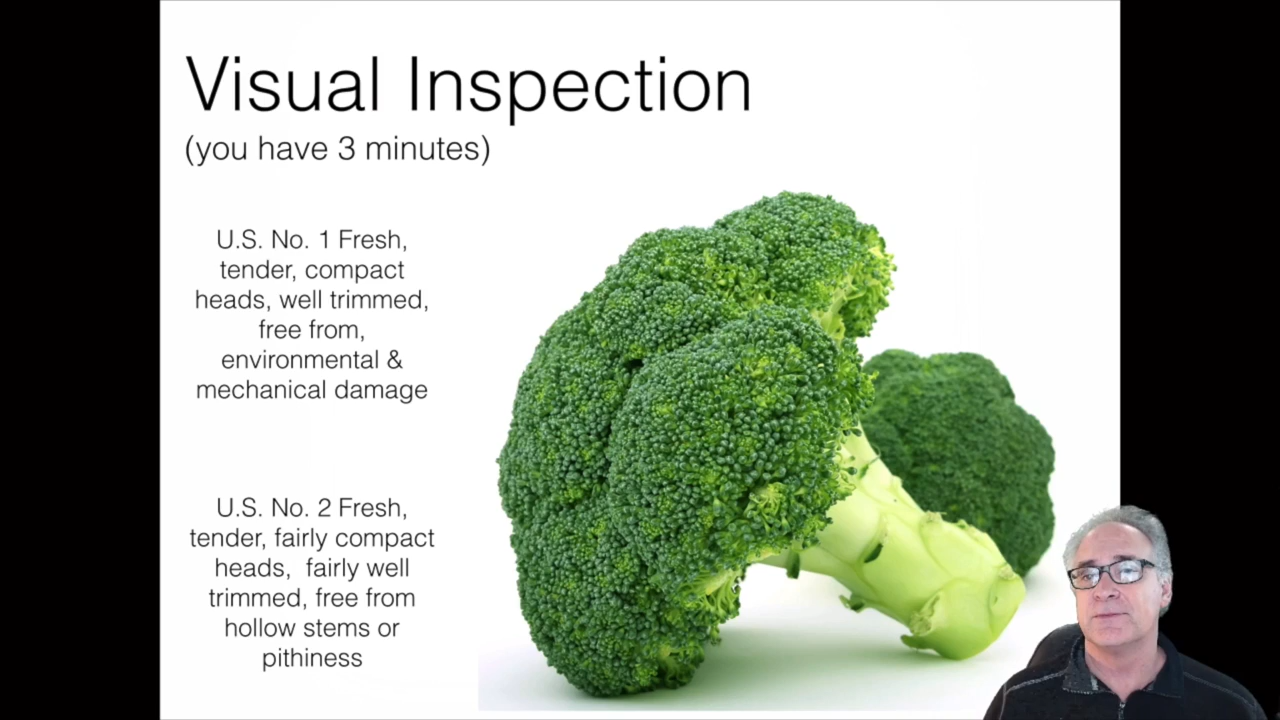 Visual Inspection
(you have 3 minutes)
U.S. No. 1 Fresh,
tender, compact
heads, well trimmed,
free from,
environmental &
mechanical damage
U.S. No. 2 Fresh,
tender, fairly compact
heads,  fairly well
trimmed, free from
hollow stems or
pithiness